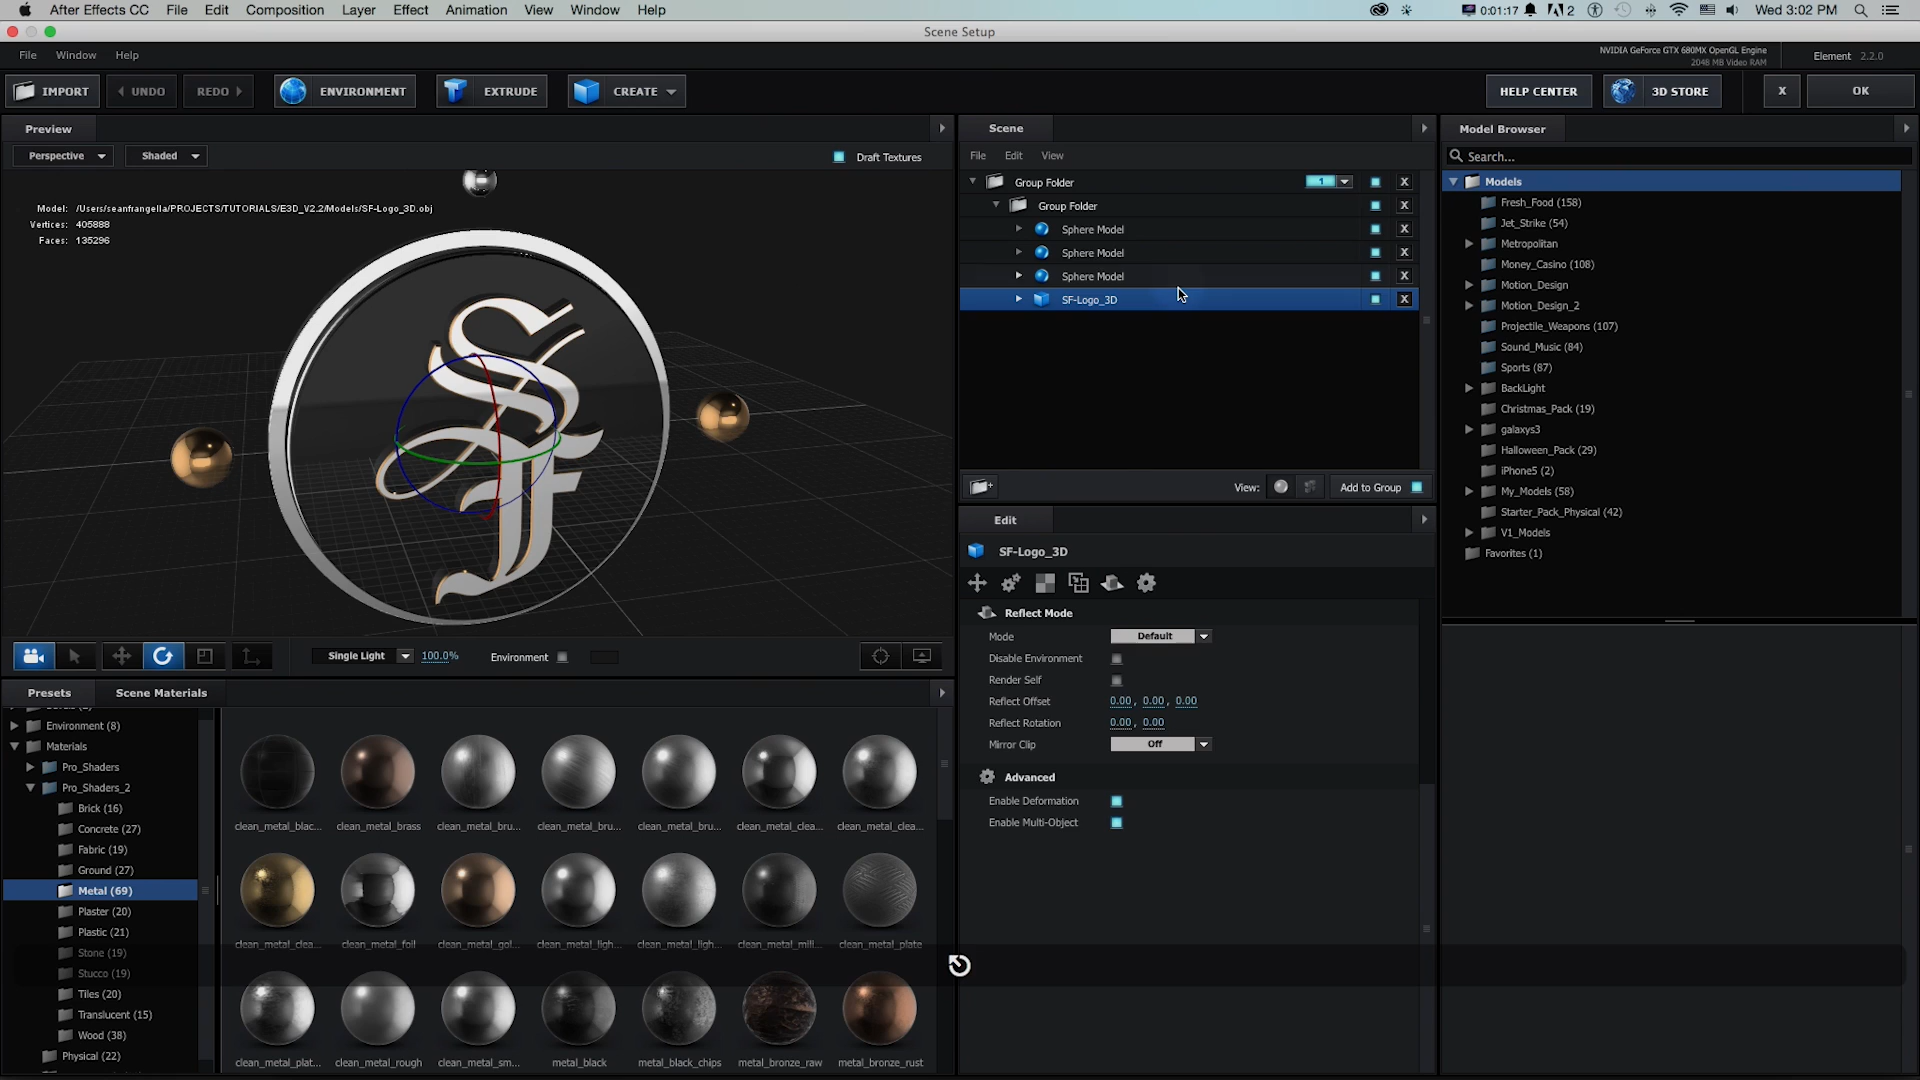 After Effects CC File Edit Composition Layer Effect Animation View Window Help 0:01:17 2 Wed 3:02 PM
Scene Setup
File Window Help
NVIDIA GeForce GTX 680MX OpenGL Engine
2048 MB Video RAM
Element 2.2.0
IMPORT UNDO REDO ENVIRONMENT EXTRUDE CREATE HELP CENTER 3D STORE X OK
Preview
Perspective Shaded Draft Textures
Model: /Users/seanfrangella/PROJECTS/TUTORIALS/E3D_V2.2/Models/SF-Logo_3D.obj
Vertices: 405888
Faces: 135296
SF
Single Light 100.0% Environment
Scene
File Edit View
Group Folder 1 X
Group Folder X
Sphere Model X
Sphere Model X
Sphere Model X
SF-Logo_3D X
View: Add to Group
Edit
SF-Logo_3D
Reflect Mode
Mode Default
Disable Environment
Render Self
Reflect Offset 0.00, 0.00, 0.00
Reflect Rotation 0.00, 0.00
Mirror Clip Off
Advanced
Enable Deformation
Enable Multi-Object
Model Browser
Search...
Models
Fresh_Food (158)
Jet_Strike (54)
Metropolitan
Money_Casino (108)
Motion_Design
Motion_Design_2
Projectile_Weapons (107)
Sound_Music (84)
Sports (87)
BackLight
Christmas_Pack (19)
galaxys3
Halloween_Pack (29)
iPhone5 (2)
My_Models (58)
Starter_Pack_Physical (42)
V1_Models
Favorites (1)
Presets Scene Materials
Environment (8)
Materials
Pro_Shaders
Pro_Shaders_2
Brick (16)
Concrete (27)
Fabric (19)
Ground (27)
Metal (69)
Plaster (20)
Plastic (21)
Stone (19)
Stucco (19)
Tiles (20)
Translucent (15)
Wood (38)
Physical (22)
clean_metal_blac... clean_metal_brass clean_metal_bru... clean_metal_bru... clean_metal_bru... clean_metal_clea... clean_metal_clea...
clean_metal_clea... clean_metal_foil clean_metal_gol... clean_metal_ligh... clean_metal_ligh... clean_metal_mili... clean_metal_plate
clean_metal_plat... clean_metal_rough clean_metal_sm... metal_black metal_black_chips metal_bronze_raw metal_bronze_rust